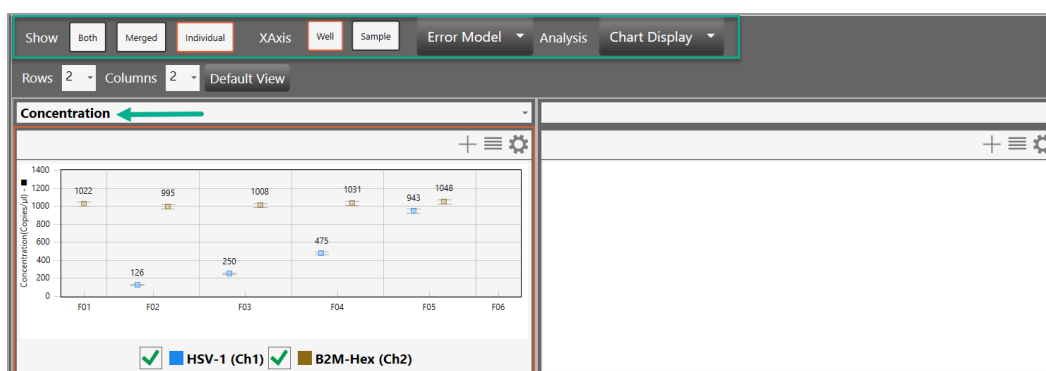 Show Both Merged Individual XAxis Well Sample Error Model Analysis Chart Display
Rows 2 Columns 2 Default View
Concentration
Concentration(Copies/µl) -
1400
1200
1000
800
600
400
200
0
1022 995 1008 1031 943 1048
126 250 475
F01 F02 F03 F04 F05 F06
HSV-1 (Ch1) B2M-Hex (Ch2)